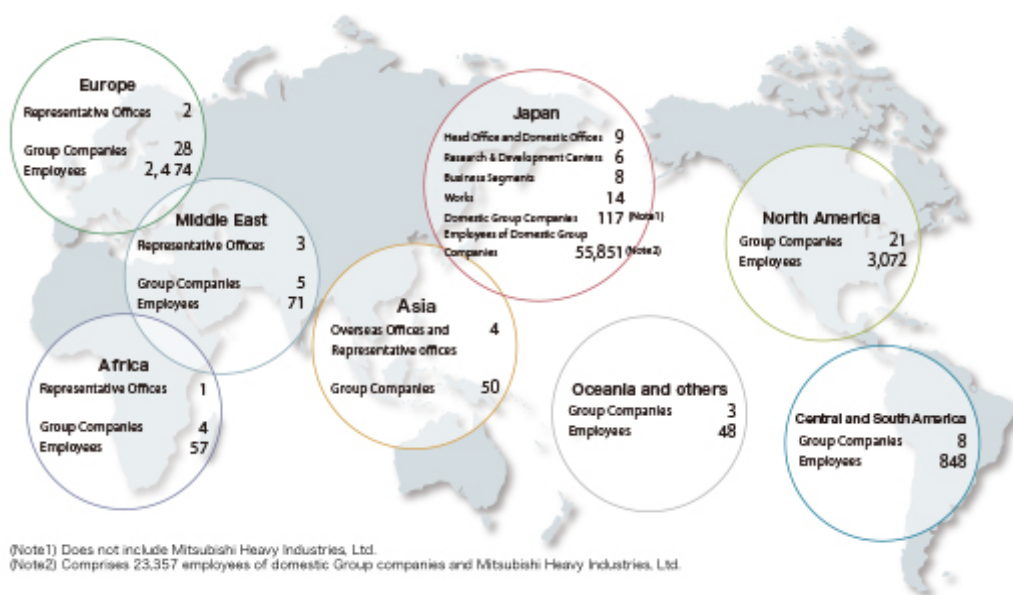 Europe
Representative Offices 2
Group Companies 28
Employees 2,474
Middle East
Representative Offices 3
Group Companies 5
Employees 71
Africa
Representative Offices 1
Group Companies 4
Employees 57
Japan
Head Office and Domestic Offices 9
Research & Development Centers 6
Business Segments 8
Works 14
Domestic Group Companies 117 (Note1)
Employees of Domestic Group
Companies 55,851 (Note2)
Asia
Overseas Offices and 4
Representative offices
Group Companies 50
Oceania and others
Group Companies 3
Employees 48
North America
Group Companies 21
Employees 3,072
Central and South America
Group Companies 8
Employees 848
(Note1) Does not include Mitsubishi Heavy Industries, Ltd.
(Note2) Comprises 23,357 employees of domestic Group companies and Mitsubishi Heavy Industries, Ltd.